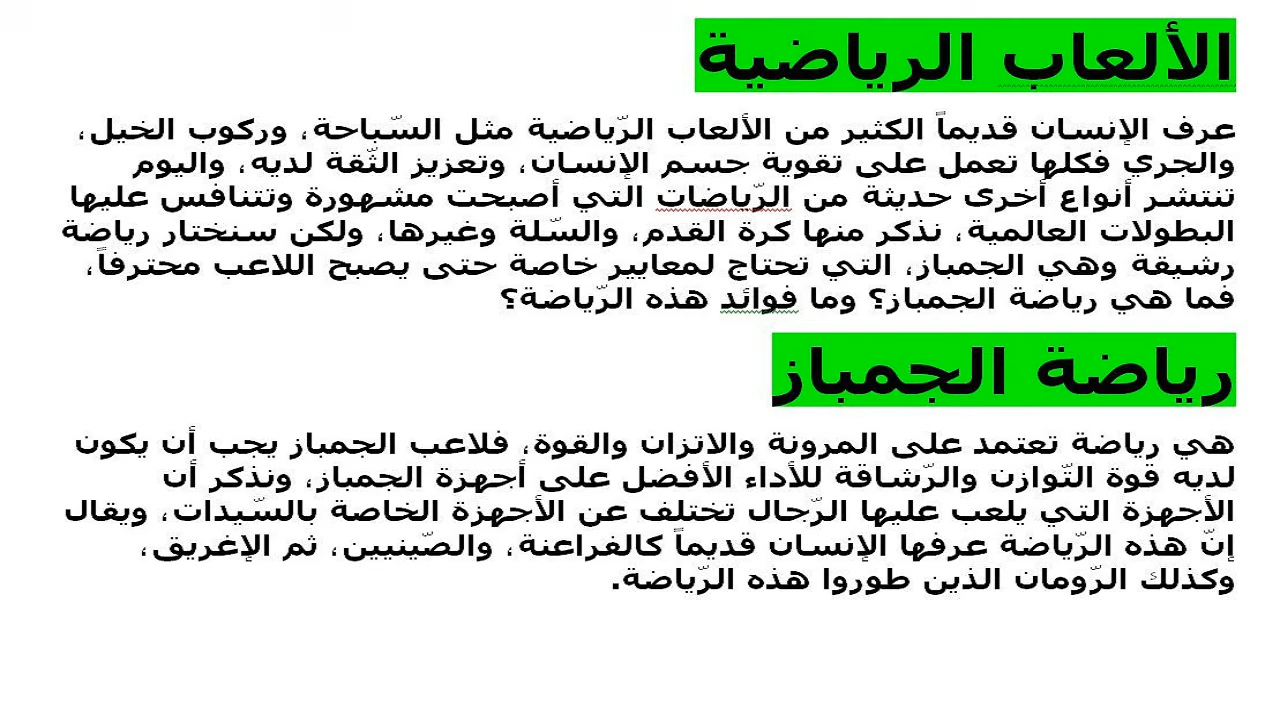 الألعاب الرياضية
عرف الإنسان قديماً الكثير من الألعاب الرّياضية مثل السّباحة، وركوب الخيل،
والجري فكلها تعمل على تقوية جسم الإنسان، وتعزيز الثّقة لديه، واليوم
تنتشر أنواع أخرى حديثة من الرّياضات التي أصبحت مشهورة وتتنافس عليها
البطولات العالمية، نذكر منها كرة القدم، والسّلة وغيرها، ولكن سنختار رياضة
رشيقة وهي الجمباز، التي تحتاج لمعايير خاصة حتى يصبح اللاعب محترفاً،
فما هي رياضة الجمباز؟ وما فوائد هذه الرّياضة؟
رياضة الجمباز
هي رياضة تعتمد على المرونة والاتزان والقوة، فلاعب الجمباز يجب أن يكون
لديه قوة التّوازن والرّشاقة للأداء الأفضل على أجهزة الجمباز، ونذكر أن
الأجهزة التي يلعب عليها الرّجال تختلف عن الأجهزة الخاصة بالسّيدات، ويقال
إنّ هذه الرّياضة عرفها الإنسان قديماً كالفراعنة، والصّينيين، ثم الإغريق،
وكذلك الرّومان الذين طوروا هذه الرّياضة.